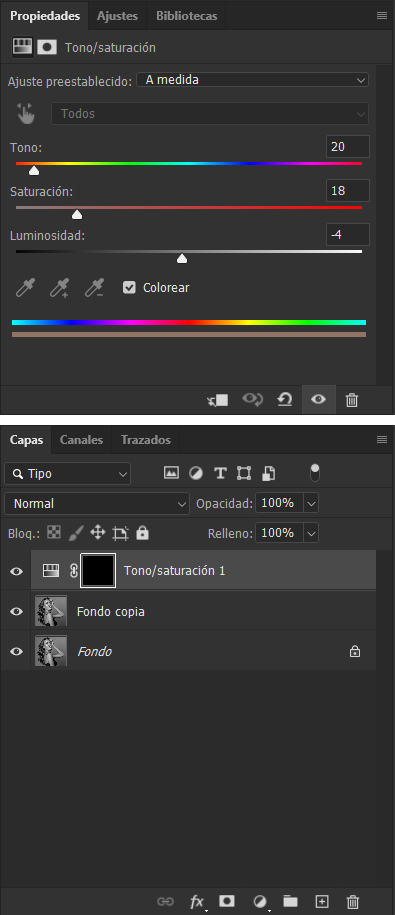 Propiedades Ajustes Bibliotecas
Tono/saturación
Ajuste preestablecido: A medida
Todos
Tono: 20
Saturación: 18
Luminosidad: -4
Colorear
Capas Canales Trazados
Tipo T
Normal Opacidad: 100%
Bloq.: Relleno: 100%
Tono/saturación 1
Fondo copia
Fondo
fx